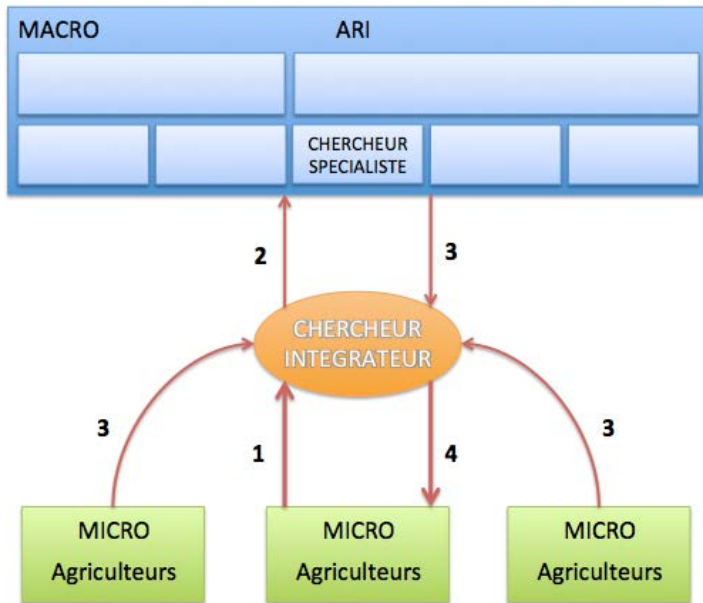 MACRO ARI
CHERCHEUR
SPECIALISTE
2 3
CHERCHEUR
INTEGRATEUR
3 1 4 3
MICRO
Agriculteurs
MICRO
Agriculteurs
MICRO
Agriculteurs